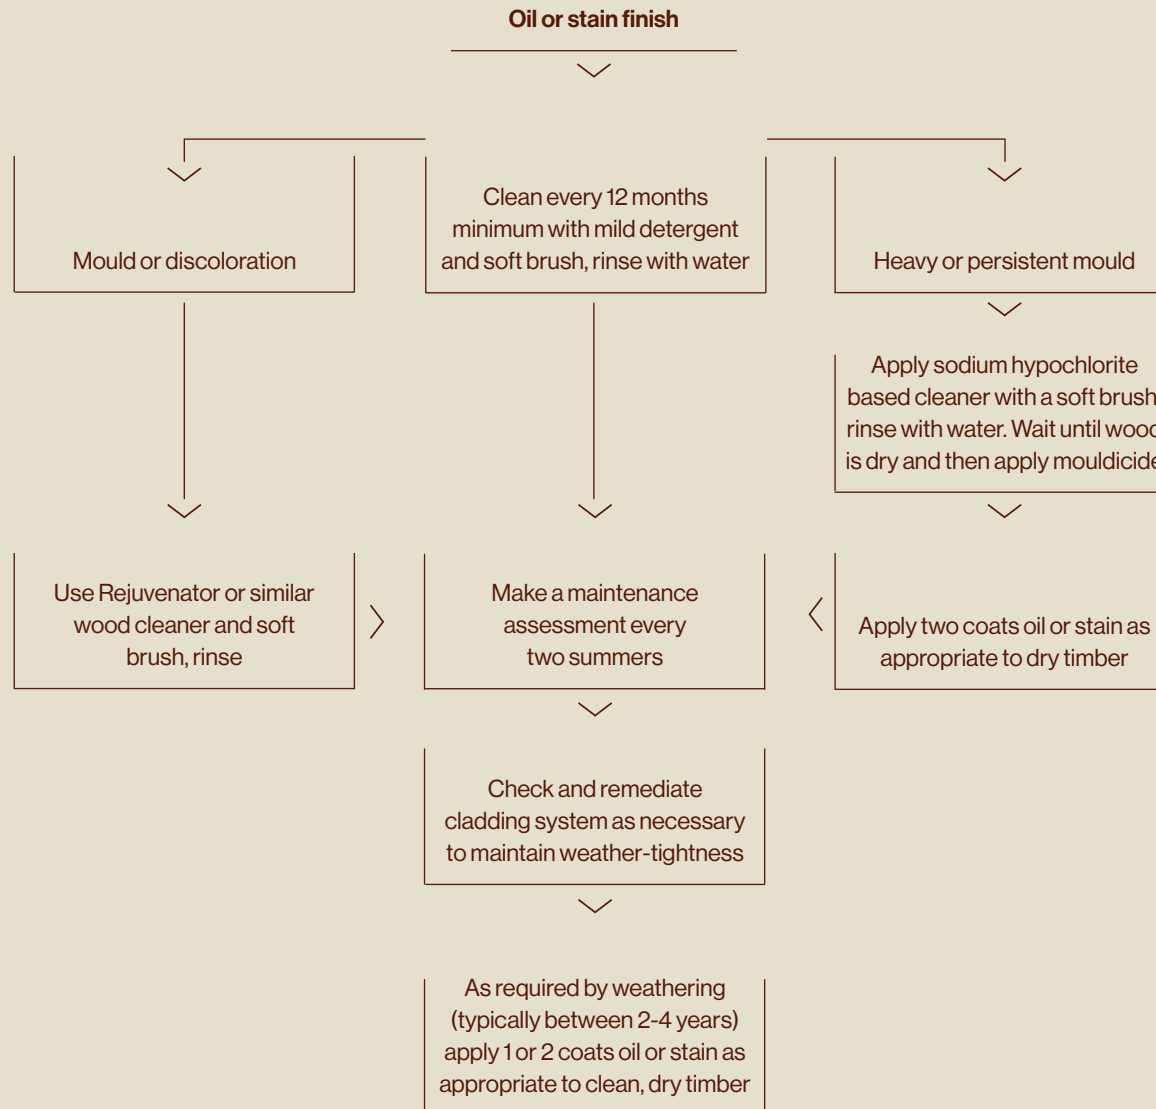 Oil or stain finish
Mould or discoloration
Clean every 12 months
minimum with mild detergent
and soft brush, rinse with water
Heavy or persistent mould
Apply sodium hypochlorite
based cleaner with a soft brush
rinse with water. Wait until wood
is dry and then apply mouldicide
Use Rejuvenator or similar
wood cleaner and soft
brush, rinse
Make a maintenance
assessment every
two summers
Apply two coats oil or stain as
appropriate to dry timber
Check and remediate
cladding system as necessary
to maintain weather-tightness
As required by weathering
(typically between 2-4 years)
apply 1 or 2 coats oil or stain as
appropriate to clean, dry timber